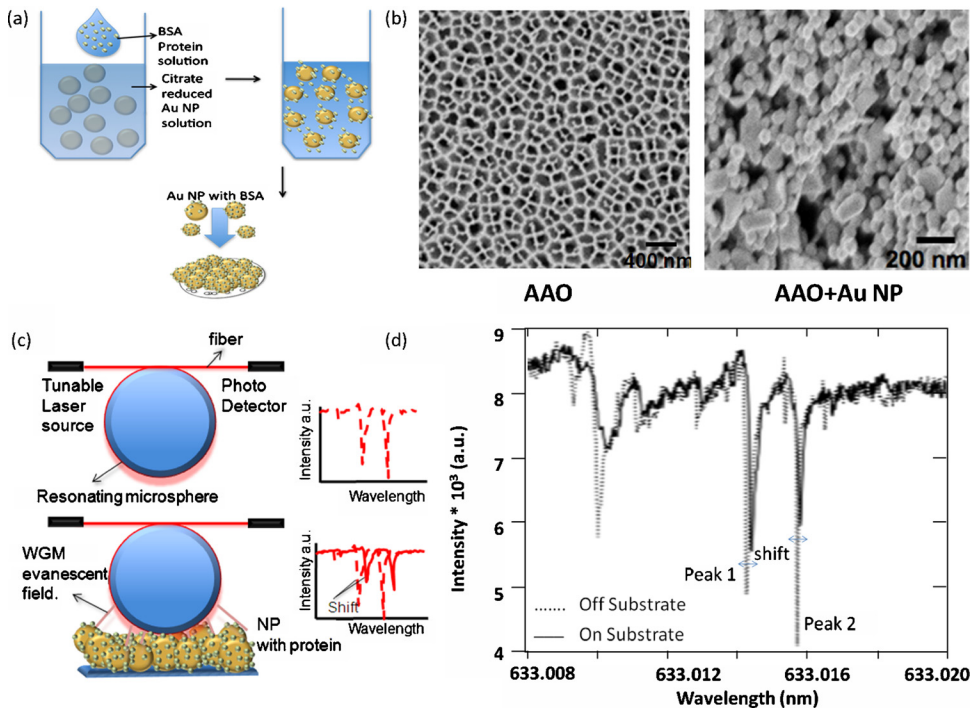 (a)
BSA
Protein solution
Citrate
reduced
Au NP
solution
Au NP with BSA
(b)
400 nm
200 nm
AAO
AAO+Au NP
(c)
fiber
Tunable
Laser
source
Photo
Detector
Resonating microsphere
Intensity a.u.
Wavelength
WGM
evanescent
field.
NP
with protein
Intensity a.u.
Shift
Wavelength
(d)
9
8
7
6
5
4
Intensity * 10³ (a.u.)
Peak 1
shift
Peak 2
Off Substrate
On Substrate
633.008
633.012
633.016
633.020
Wavelength (nm)